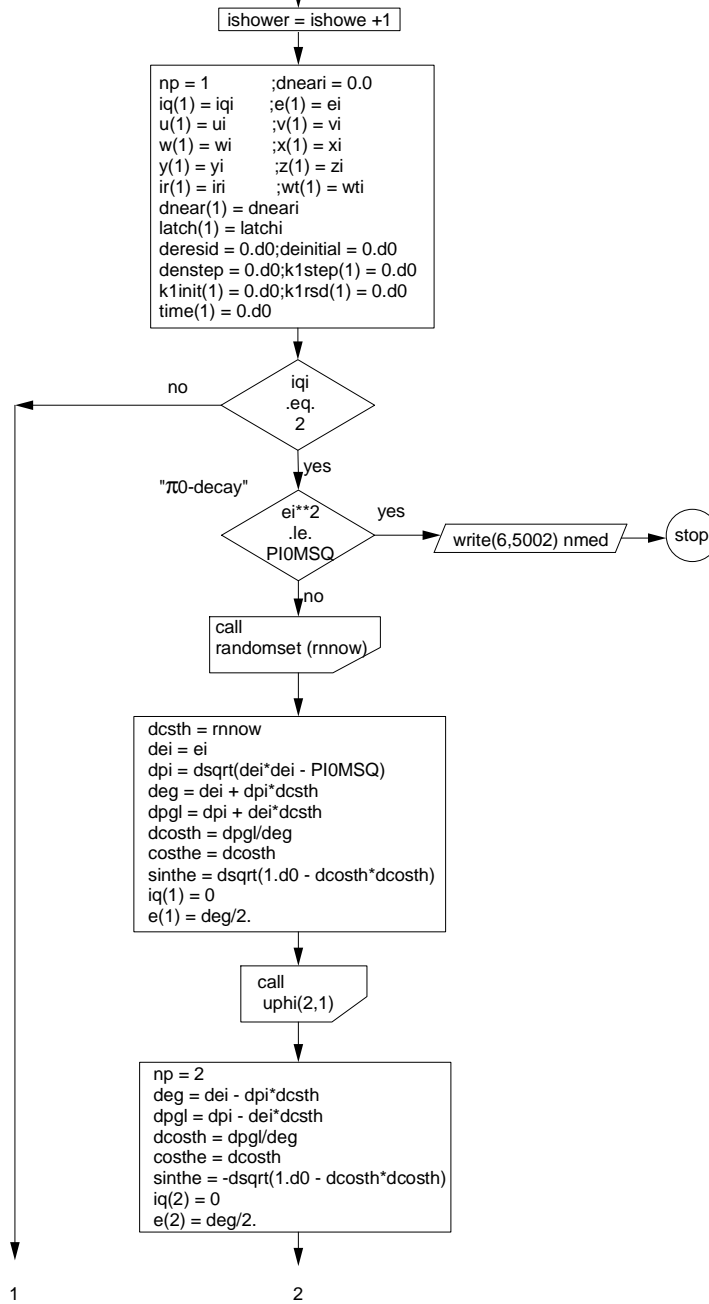 ishower = ishowe +1
np = 1 ;dneari = 0.0
iq(1) = iqi ;e(1) = ei
u(1) = ui ;v(1) = vi
w(1) = wi ;x(1) = xi
y(1) = yi ;z(1) = zi
ir(1) = iri ;wt(1) = wti
dnear(1) = dneari
latch(1) = latchi
deresid = 0.d0;deinitial = 0.d0
denstep = 0.d0;k1step(1) = 0.d0
k1init(1) = 0.d0;k1rsd(1) = 0.d0
time(1) = 0.d0
no
iqi
.eq.
2
yes
"π0-decay"
ei**2
.le.
PI0MSQ
yes
write(6,5002) nmed
stop
no
call
randomset (rnnow)
dcsth = rnnow
dei = ei
dpi = dsqrt(dei*dei - PI0MSQ)
deg = dei + dpi*dcsth
dpgl = dpi + dei*dcsth
dcosth = dpgl/deg
costhe = dcosth
sinthe = dsqrt(1.d0 - dcosth*dcosth)
iq(1) = 0
e(1) = deg/2.
call
uphi(2,1)
np = 2
deg = dei - dpi*dcsth
dpgl = dpi - dei*dcsth
dcosth = dpgl/deg
costhe = dcosth
sinthe = -dsqrt(1.d0 - dcosth*dcosth)
iq(2) = 0
e(2) = deg/2.
1 2